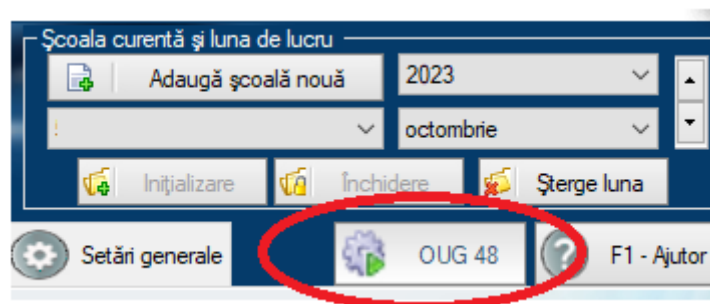 Şcoala curentă şi luna de lucru
Adaugă şcoală nouă
2023
octombrie
Iniţializare
Închidere
Şterge luna
Setări generale
OUG 48
F1 - Ajutor